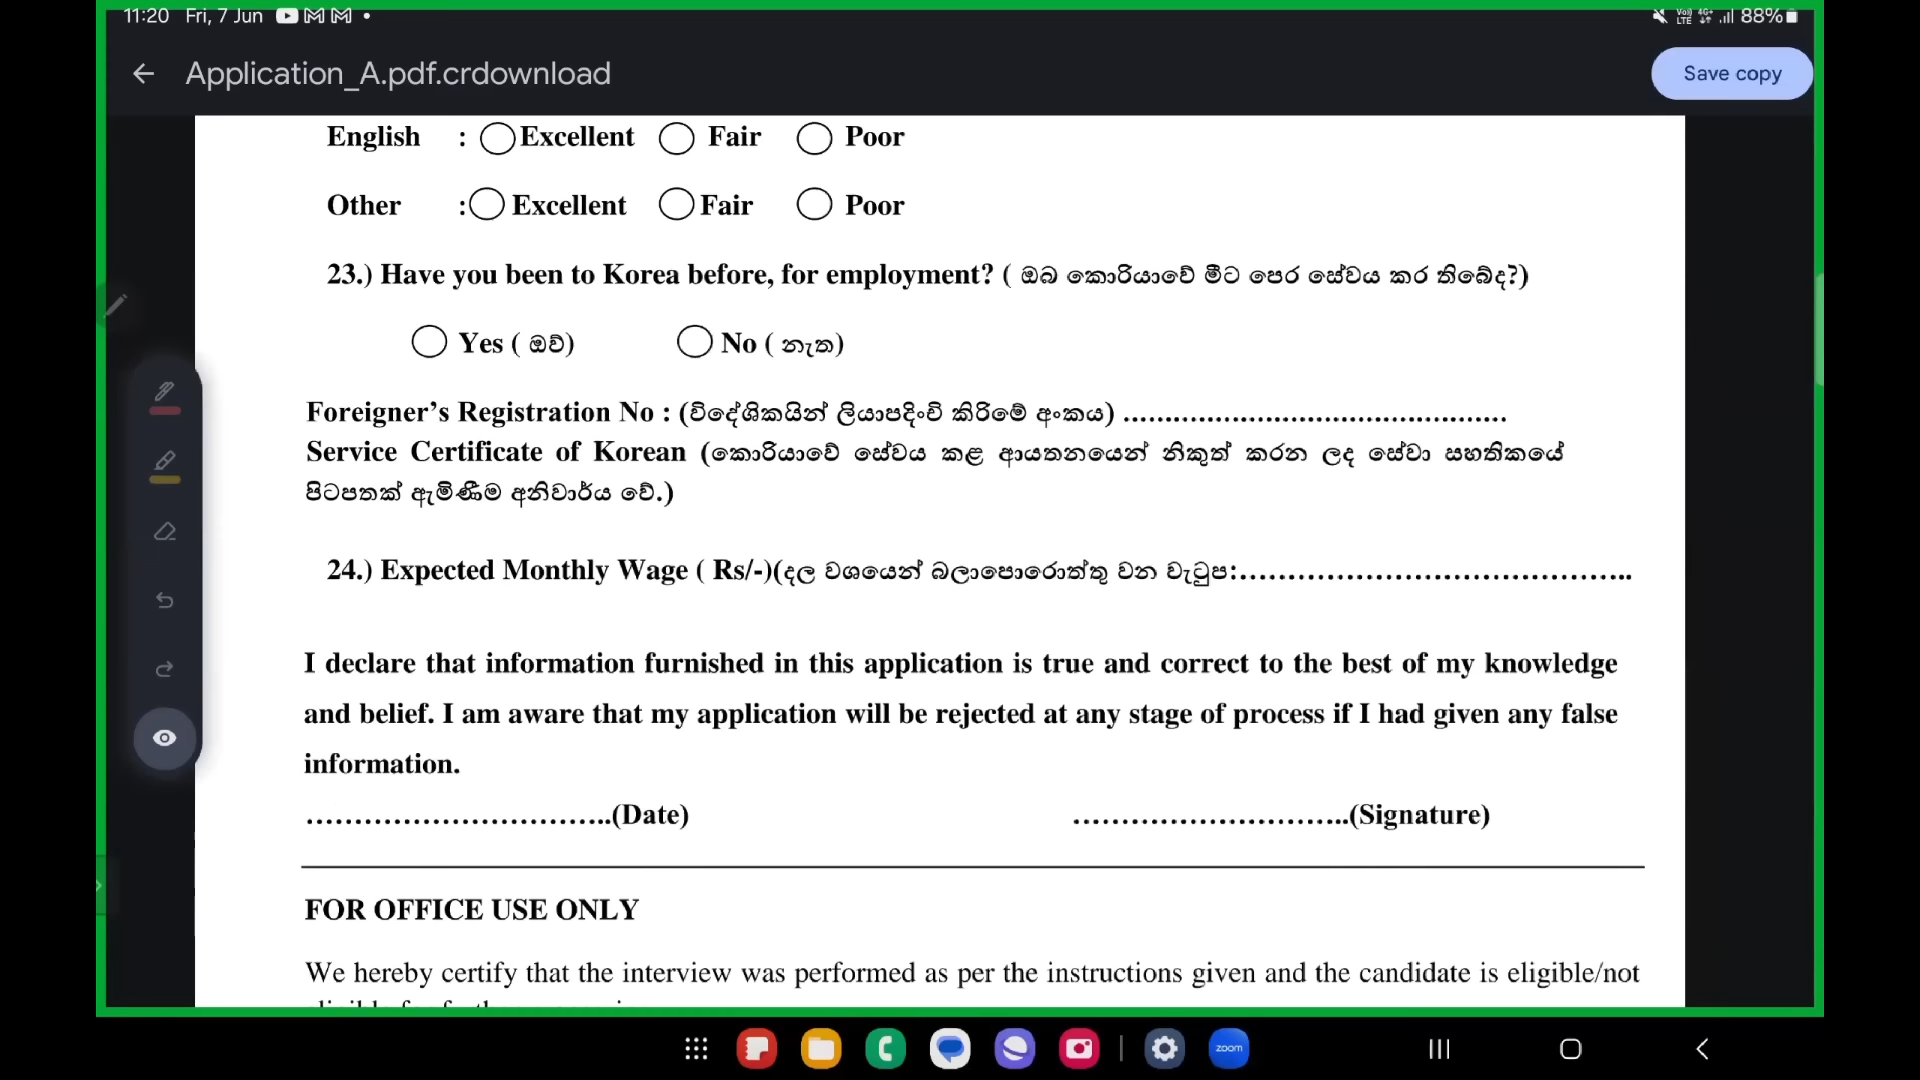 11:20 Fri, 7 Jun
Vo)) LTE 4G+ 88%
Application_A.pdf.crdownload
Save copy
English : Excellent Fair Poor
Other : Excellent Fair Poor
23.) Have you been to Korea before, for employment? ( ඔබ කොරියාවේ මීට පෙර සේවය කර තිබේද?)
Yes ( ඔව්) No ( නැත)
Foreigner’s Registration No : (විදේශිකයින් ලියාපදිංචි කිරිමේ අංකය) ..........................................
Service Certificate of Korean (කොරියාවේ සේවය කළ ආයතනයෙන් නිකුත් කරන ලද සේවා සහතිකයේ
පිටපතක් ඇමිණීම අනිවාර්ය වේ.)
24.) Expected Monthly Wage ( Rs/-)(දල වශයෙන් බලාපොරොත්තු වන වැටුප:..........................................
I declare that information furnished in this application is true and correct to the best of my knowledge
and belief. I am aware that my application will be rejected at any stage of process if I had given any false
information.
.................................(Date) ..............................(Signature)
FOR OFFICE USE ONLY
We hereby certify that the interview was performed as per the instructions given and the candidate is eligible/not
zoom